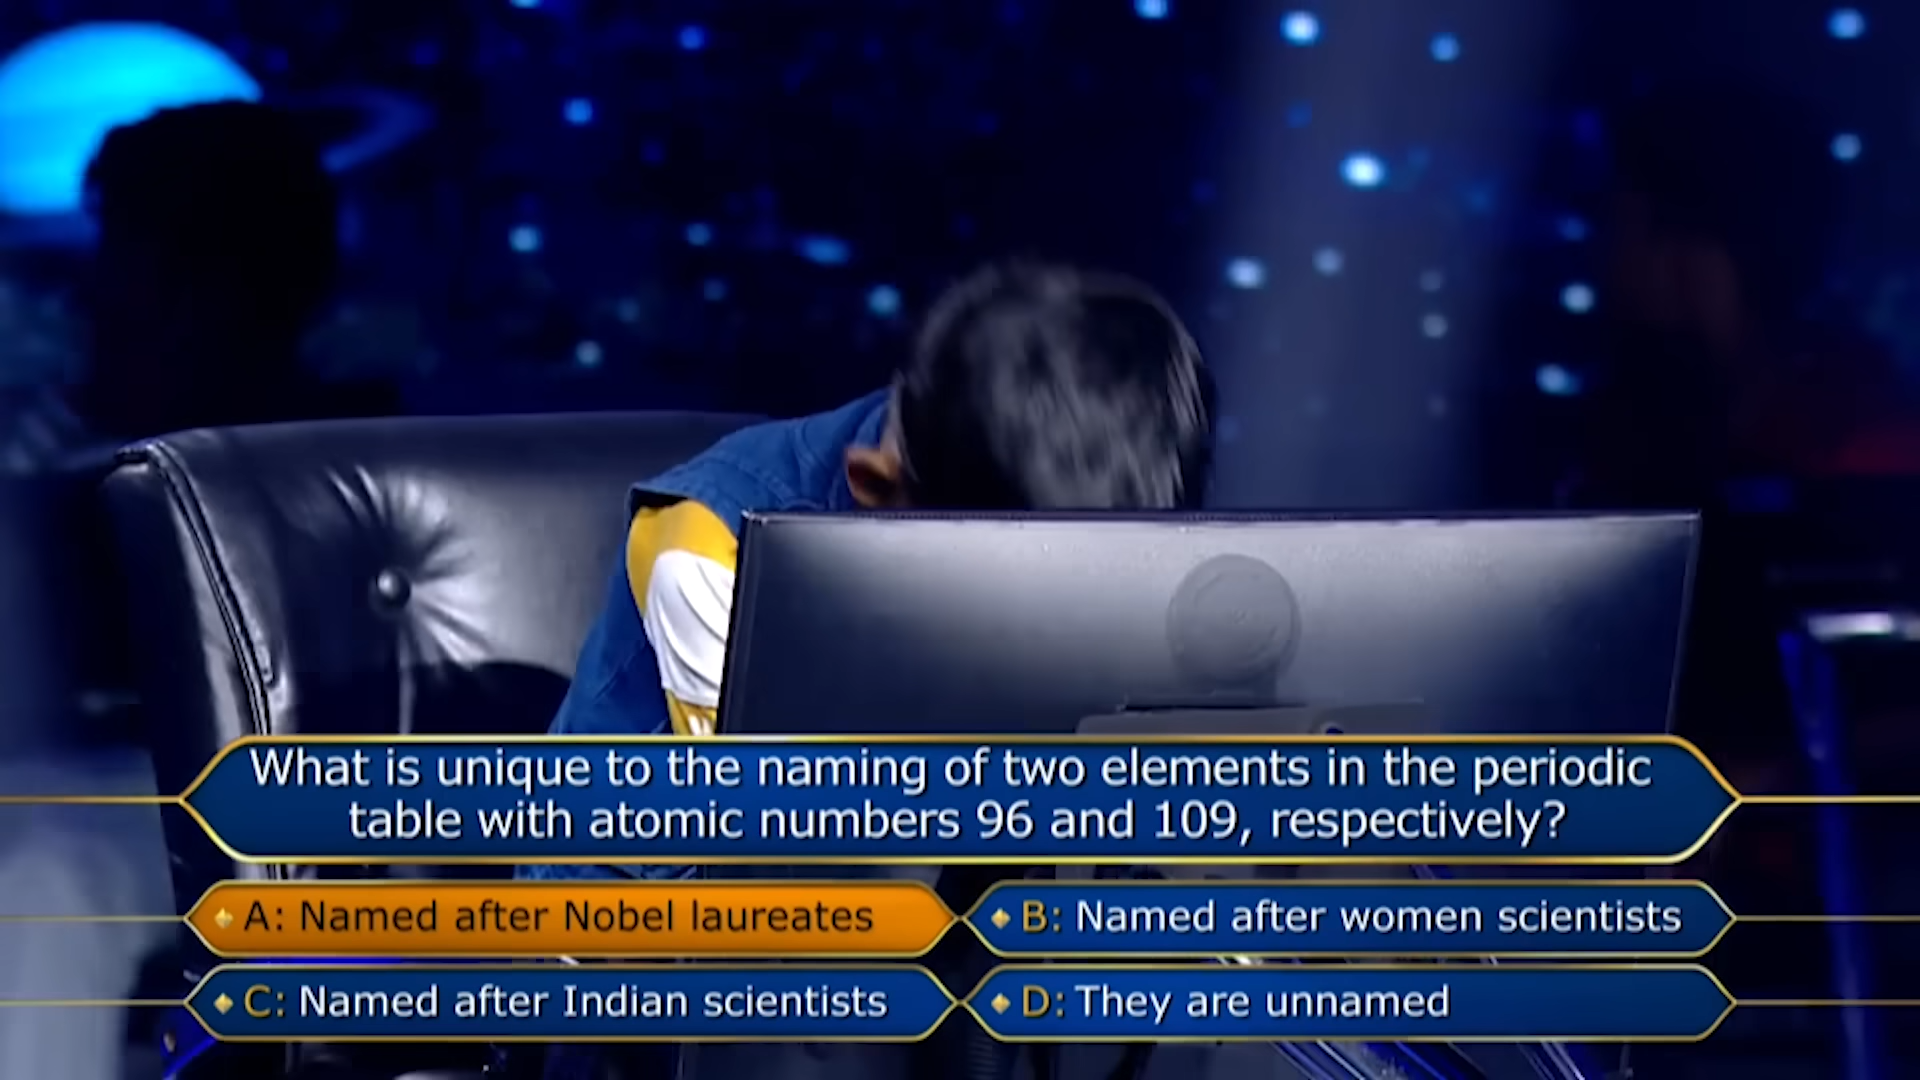 What is unique to the naming of two elements in the periodic
table with atomic numbers 96 and 109, respectively?
A: Named after Nobel laureates
B: Named after women scientists
C: Named after Indian scientists
D: They are unnamed